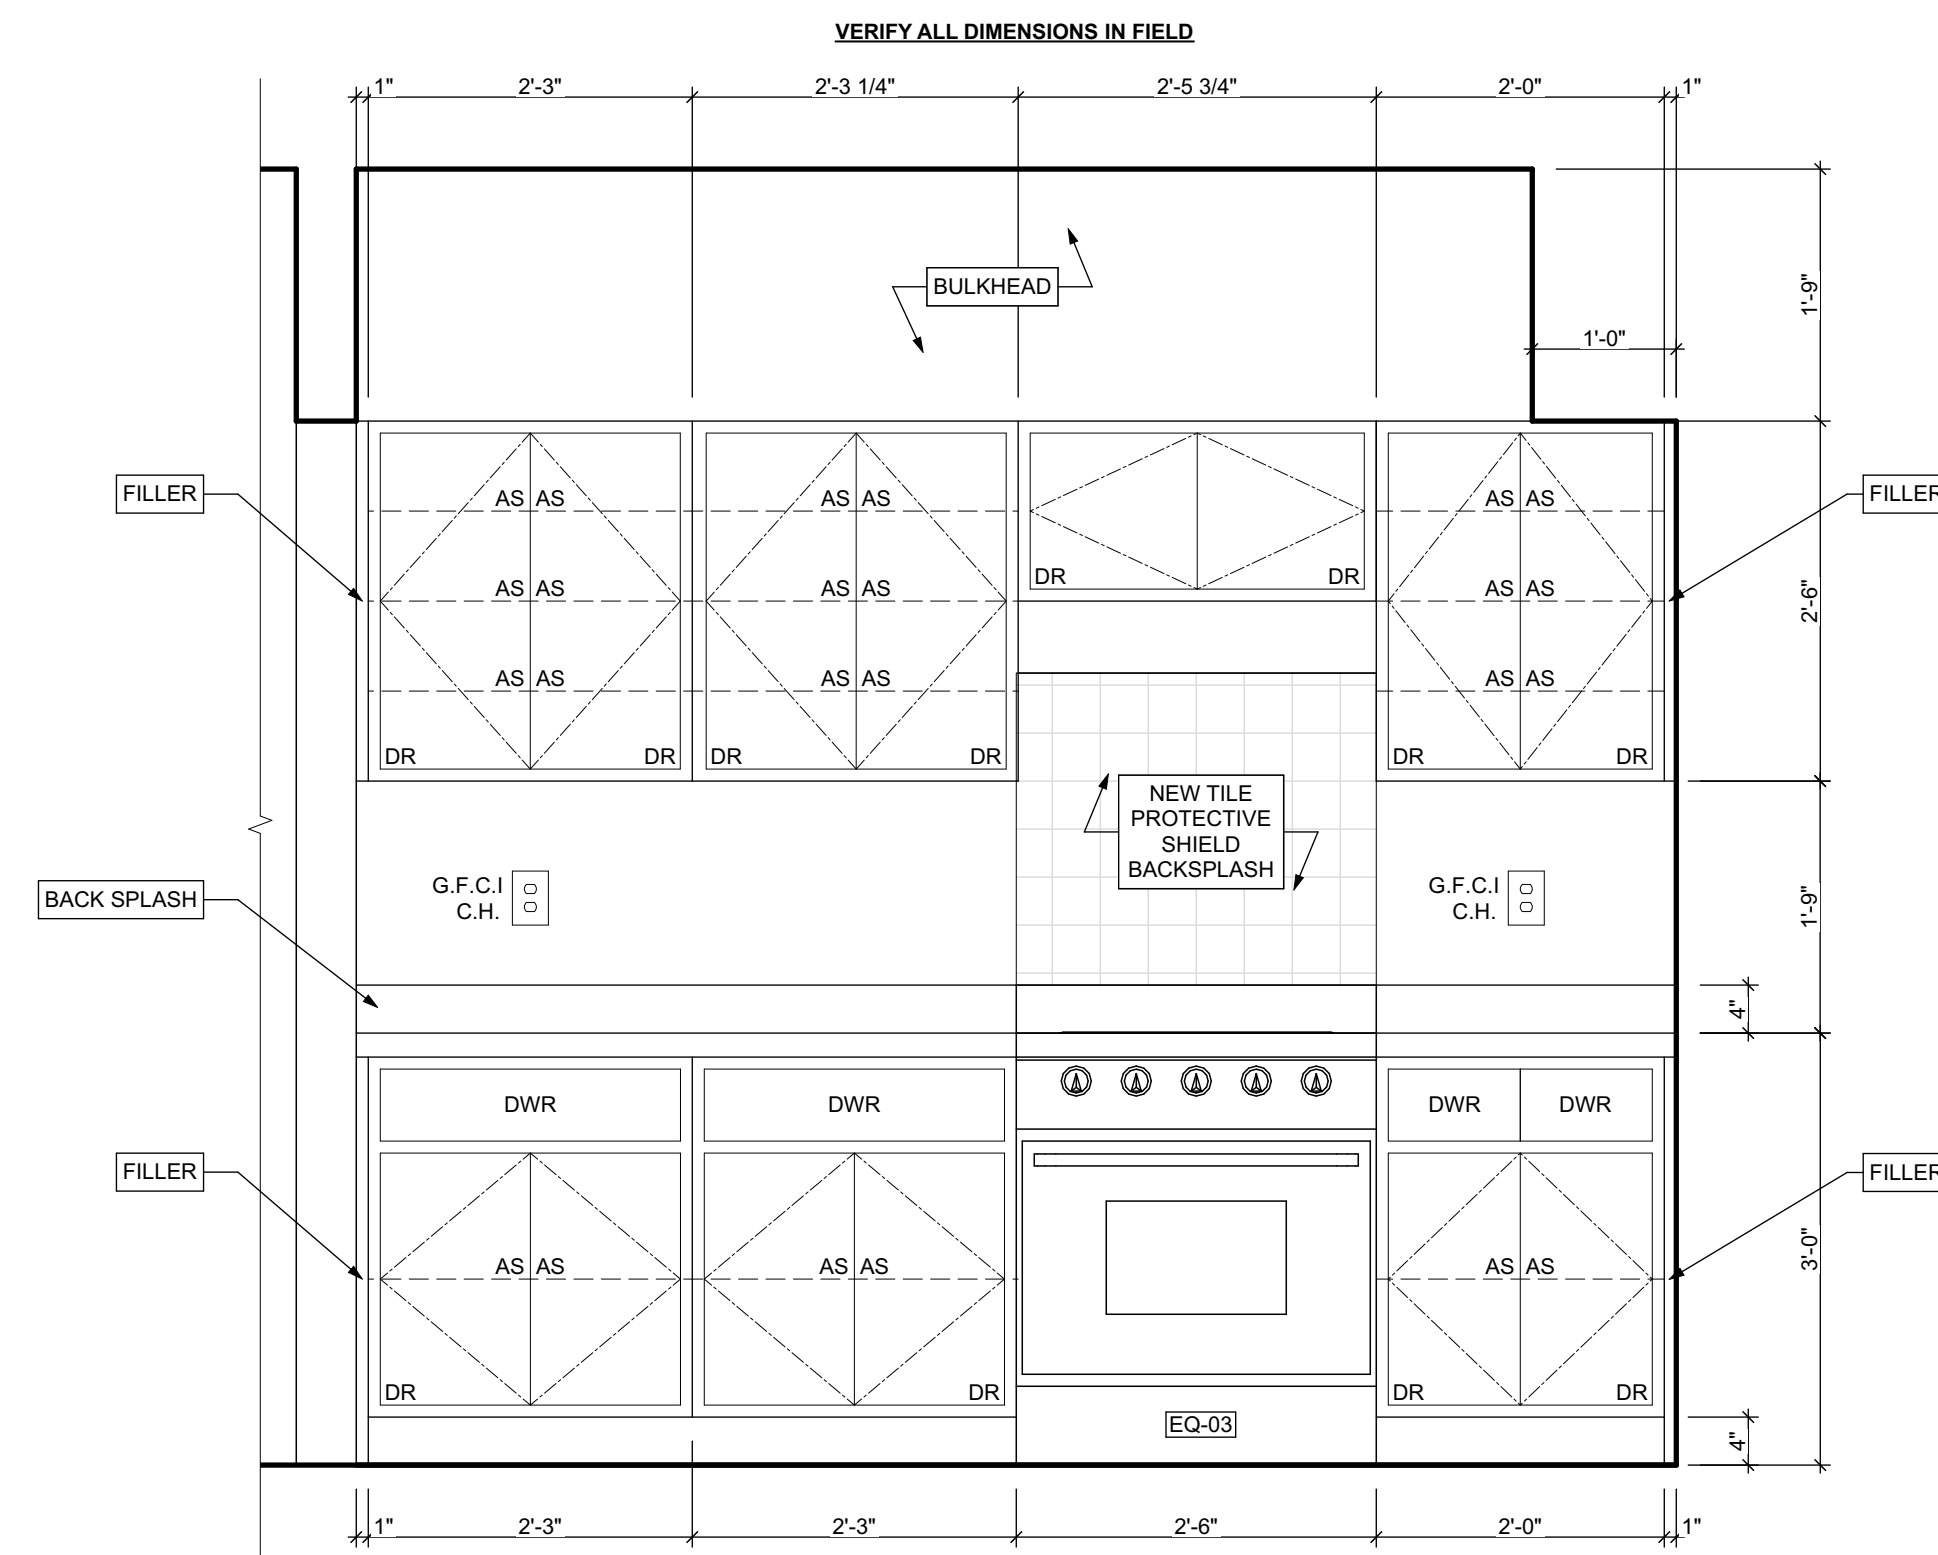 VERIFY ALL DIMENSIONS IN FIELD
1" 2'-3" 2'-3 1/4" 2'-5 3/4" 2'-0" 1"
BULKHEAD
1'-9"
1'-0"
FILLER
FILLER
AS AS AS AS AS AS
DR DR
AS AS AS AS AS AS
2'-6"
AS AS AS AS AS AS
DR DR DR DR DR DR
NEW TILE
PROTECTIVE
SHIELD
BACKSPLASH
BACK SPLASH
G.F.C.I
C.H.
G.F.C.I
C.H.
1'-9"
4"
DWR DWR DWR DWR
FILLER
FILLER
3'-0"
AS AS AS AS AS AS
DR DR DR DR
EQ-03
4"
1" 2'-3" 2'-3" 2'-6" 2'-0" 1"